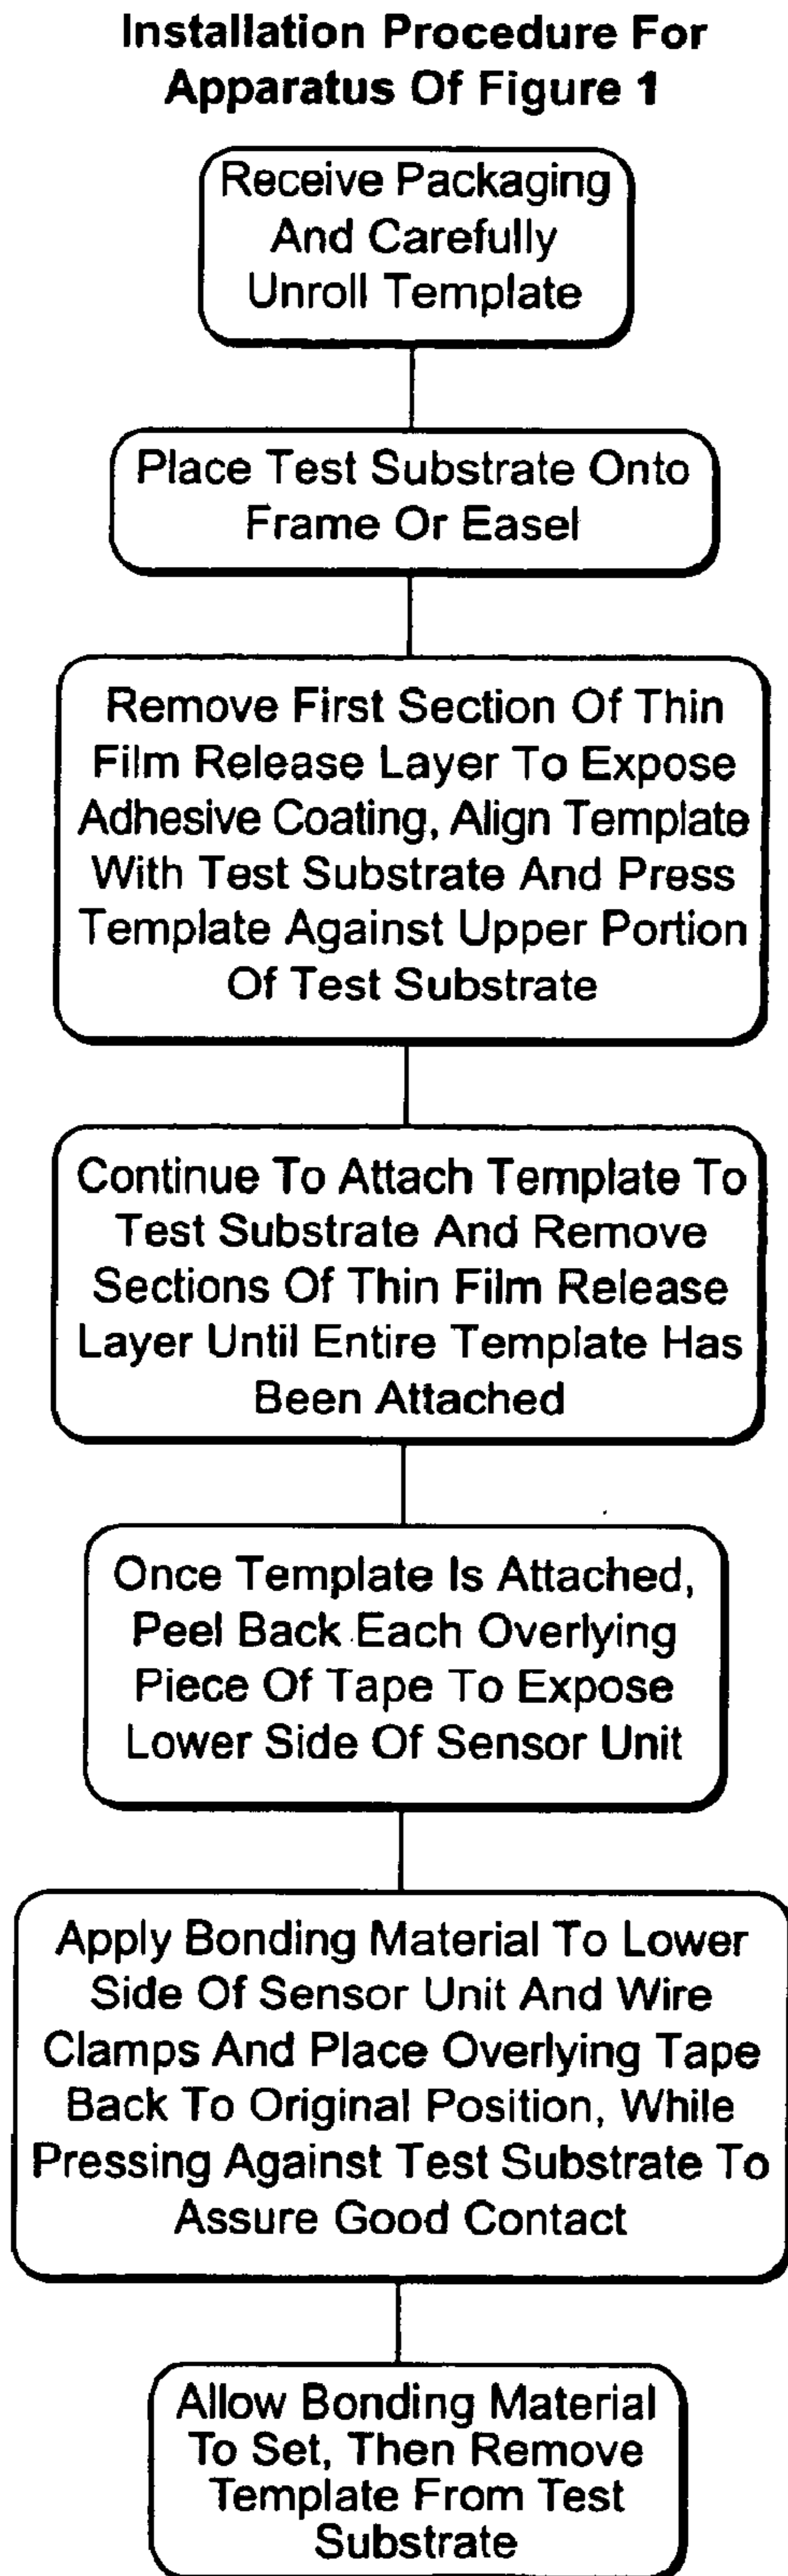 Installation Procedure For
Apparatus Of Figure 1
Receive Packaging
And Carefully
Unroll Template
Place Test Substrate Onto
Frame Or Easel
Remove First Section Of Thin
Film Release Layer To Expose
Adhesive Coating, Align Template
With Test Substrate And Press
Template Against Upper Portion
Of Test Substrate
Continue To Attach Template To
Test Substrate And Remove
Sections Of Thin Film Release
Layer Until Entire Template Has
Been Attached
Once Template Is Attached,
Peel Back Each Overlying
Piece Of Tape To Expose
Lower Side Of Sensor Unit
Apply Bonding Material To Lower
Side Of Sensor Unit And Wire
Clamps And Place Overlying Tape
Back To Original Position, While
Pressing Against Test Substrate To
Assure Good Contact
Allow Bonding Material
To Set, Then Remove
Template From Test
Substrate